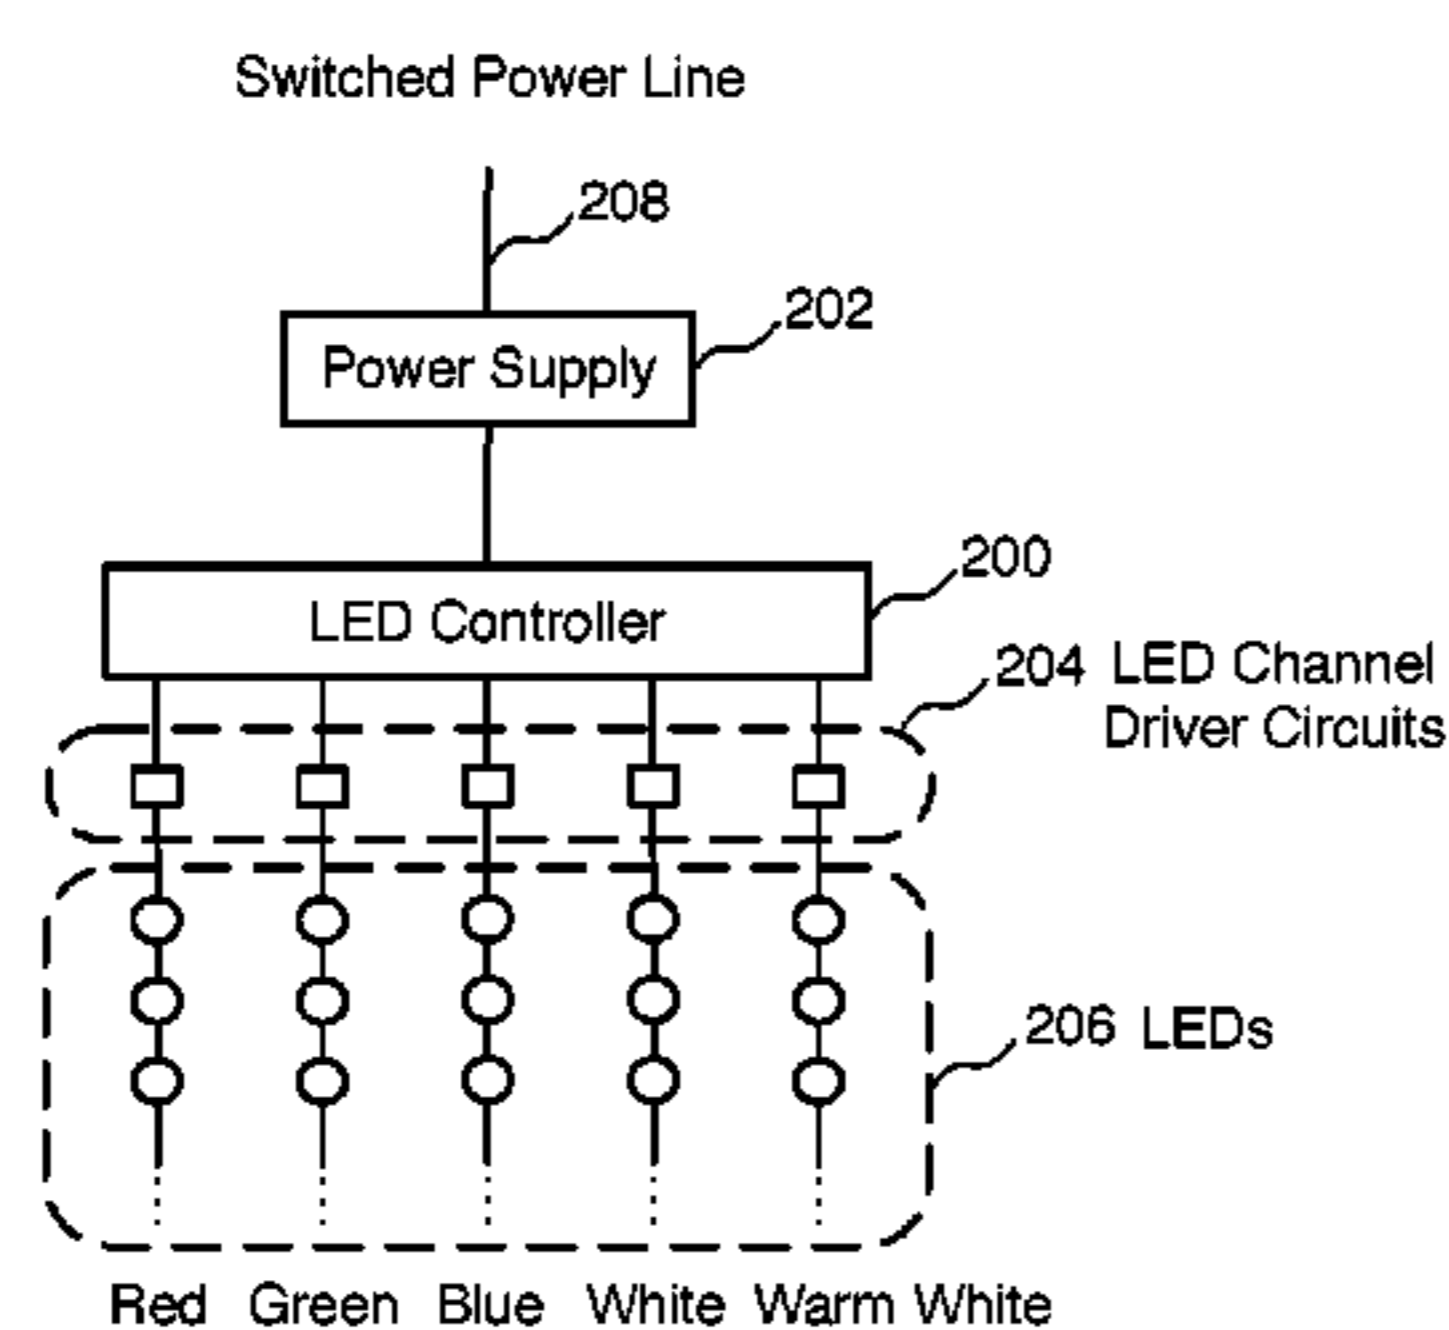 Switched Power Line
208
202
Power Supply
200
LED Controller
204 LED Channel
Driver Circuits
206 LEDs
Red Green Blue White Warm White